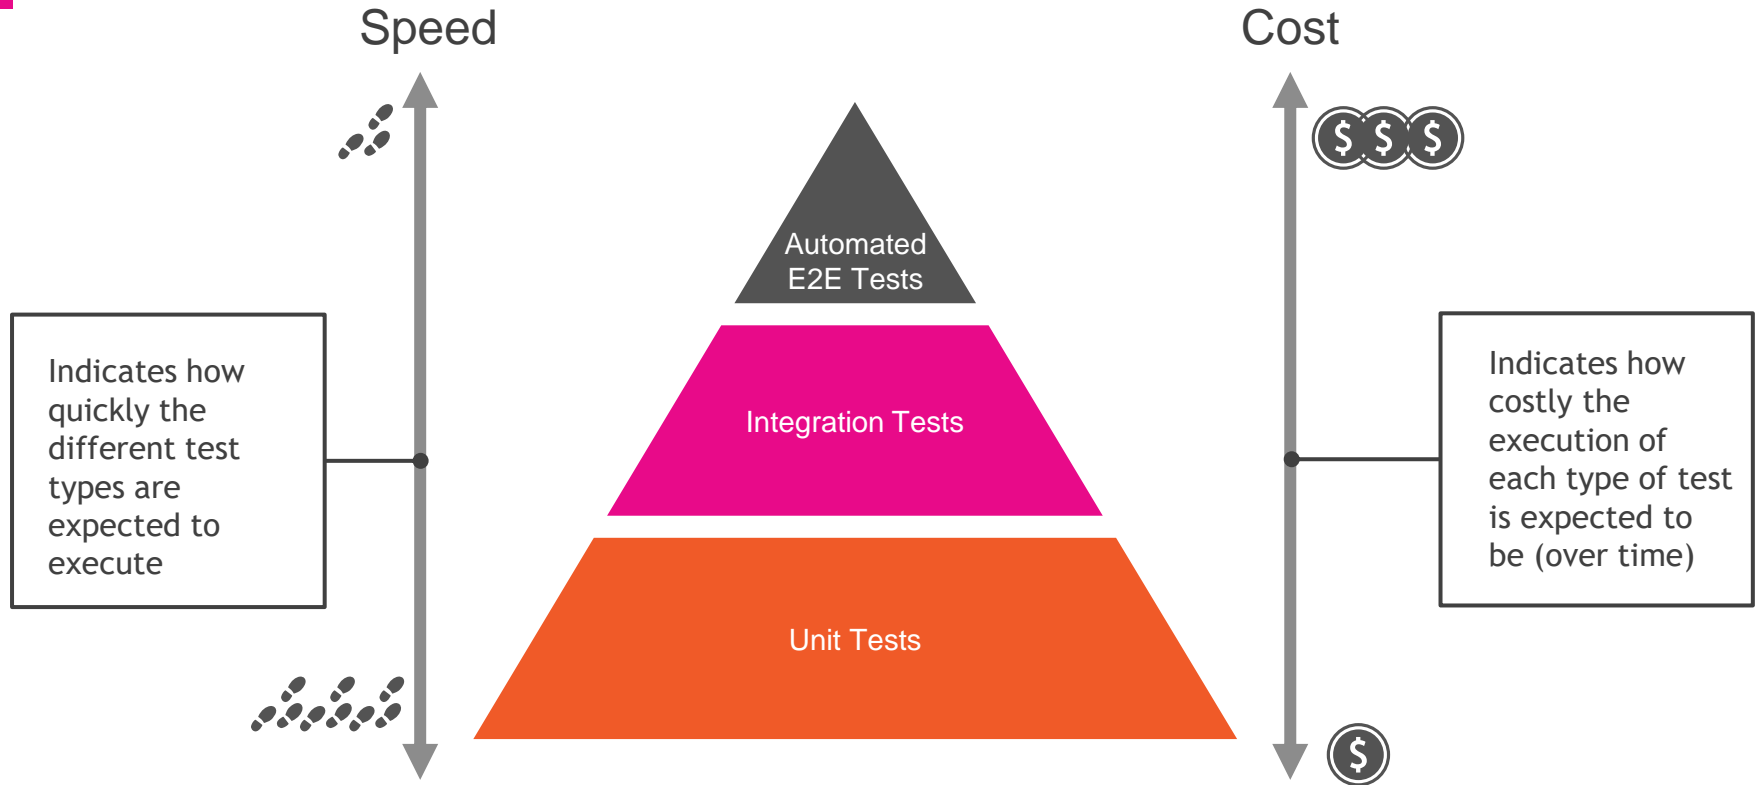 Speed
Cost
$ $ $
Automated
E2E Tests
Indicates how
quickly the
different test
types are
expected to
execute
Integration Tests
Indicates how
costly the
execution of
each type of test
is expected to
be (over time)
Unit Tests
$